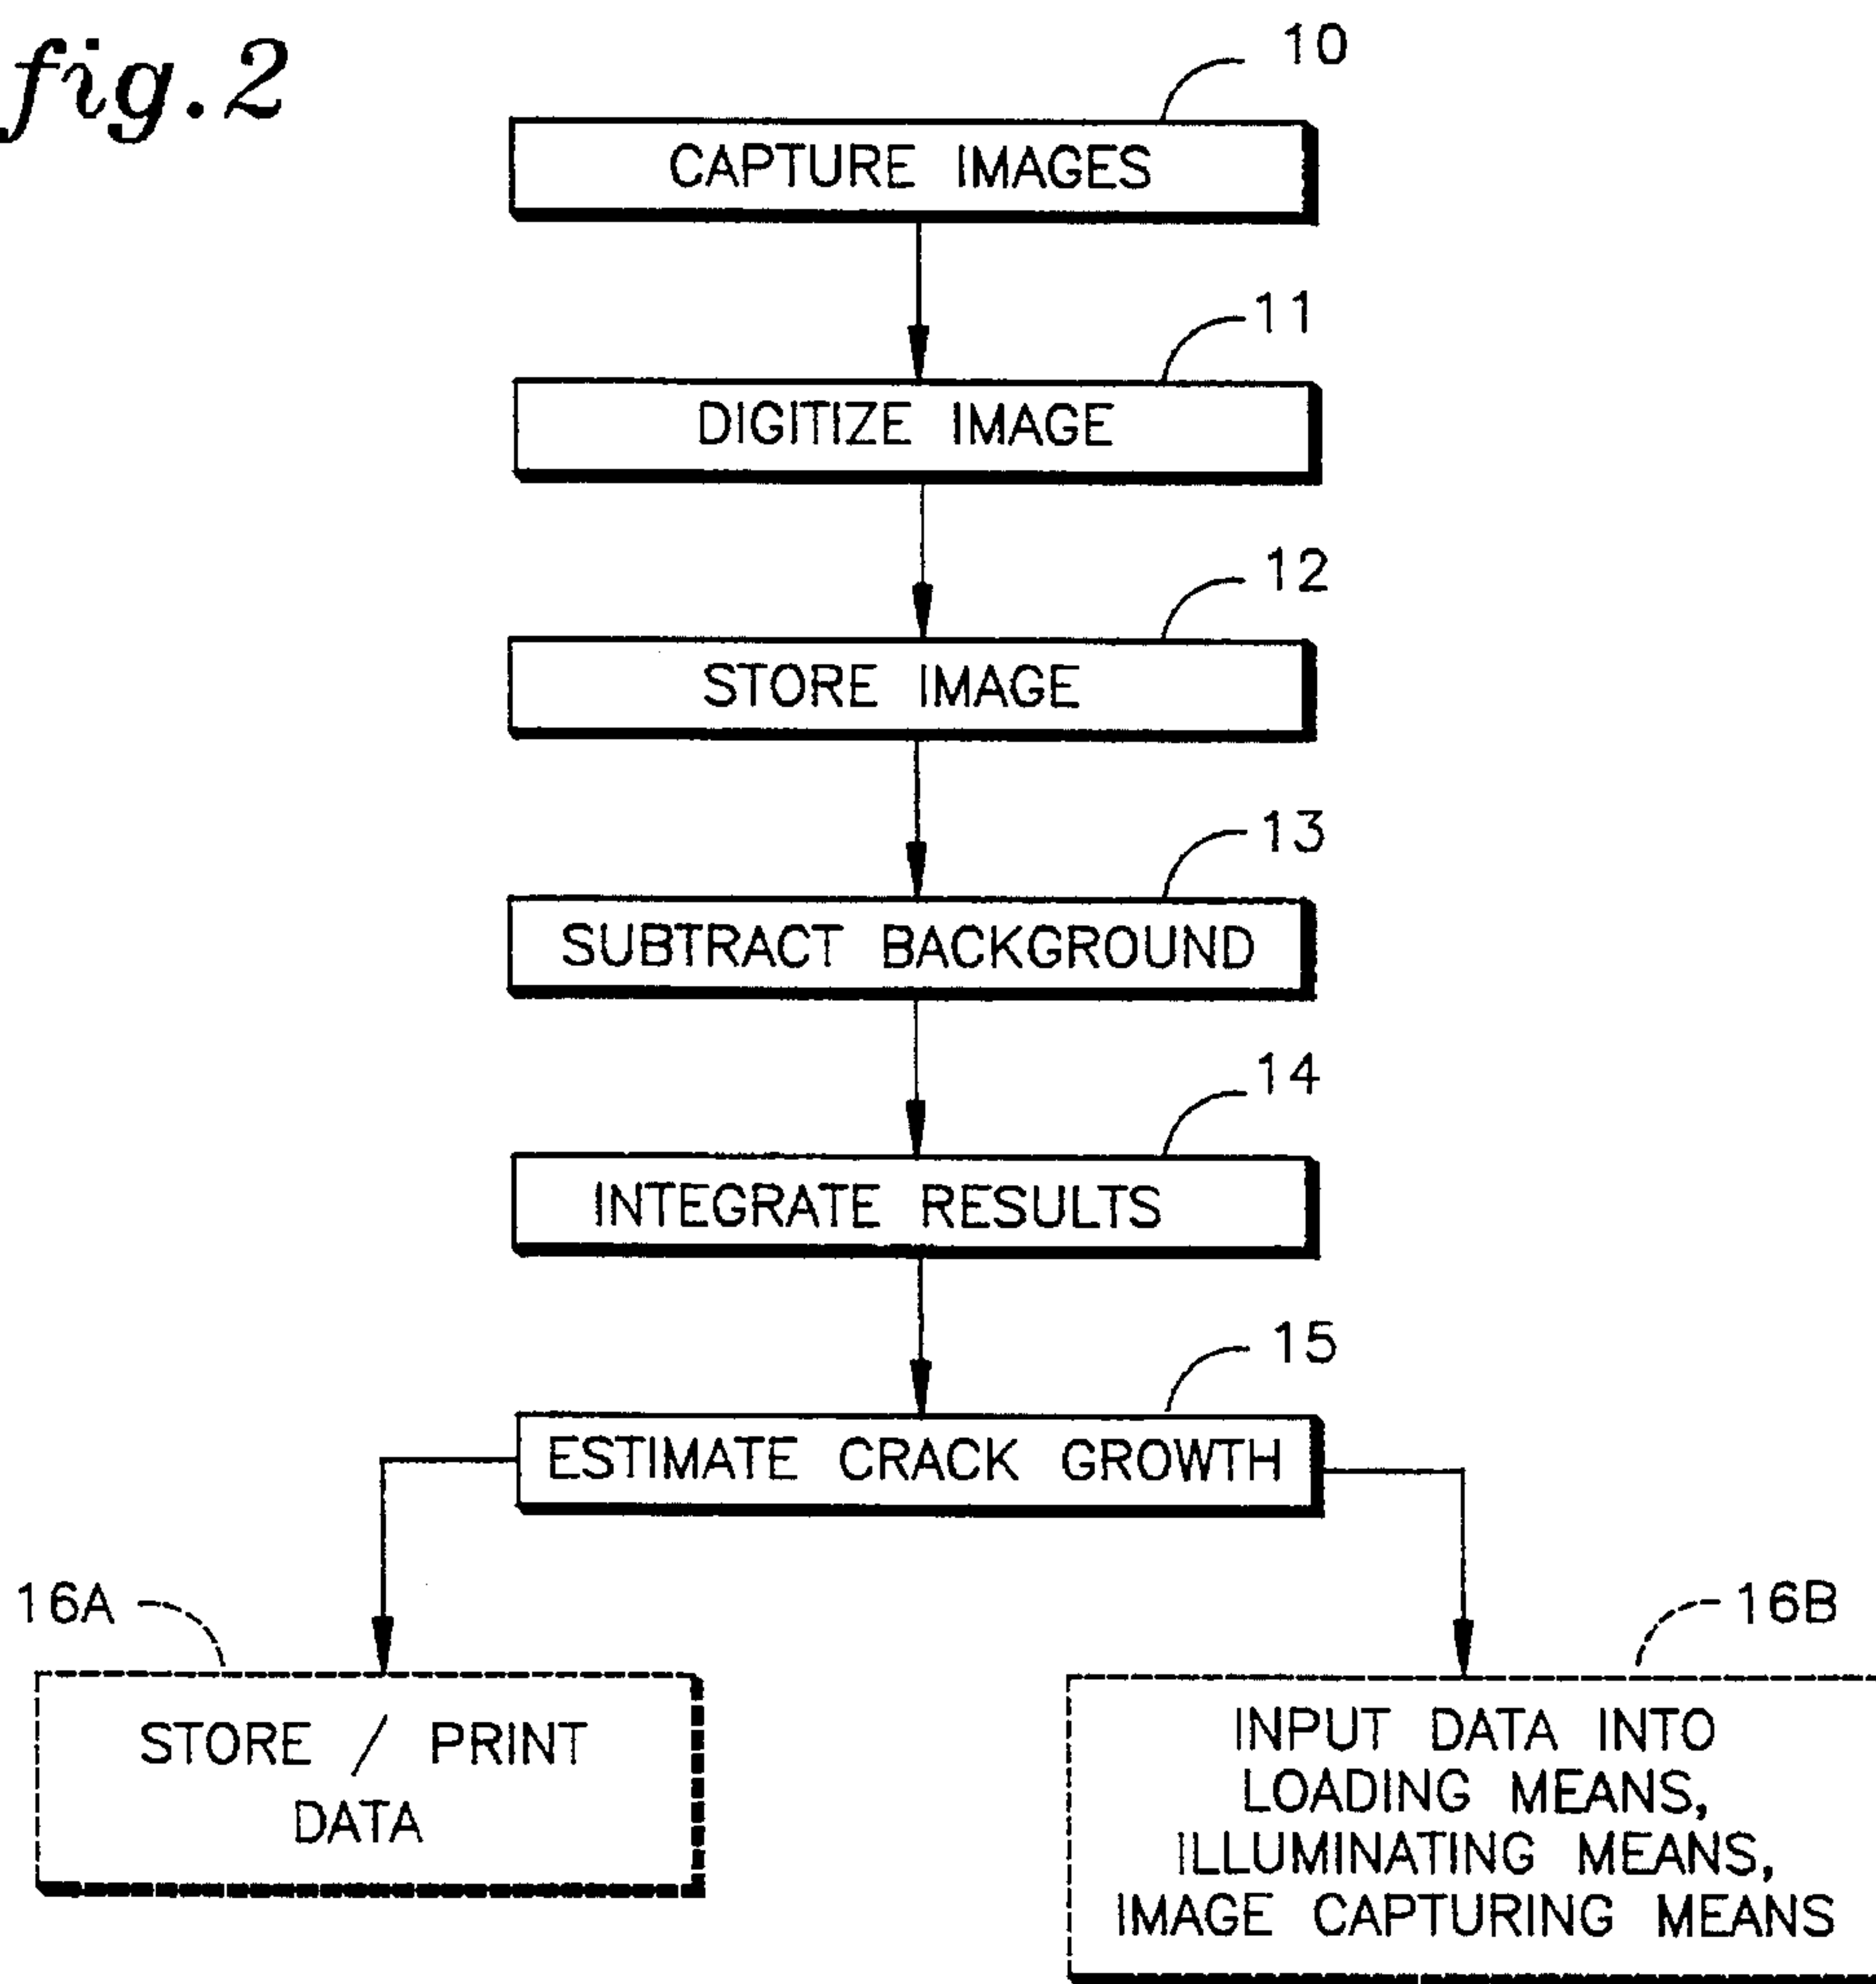 fig. 2
10
CAPTURE IMAGES
11
DIGITIZE IMAGE
12
STORE IMAGE
13
SUBTRACT BACKGROUND
14
INTEGRATE RESULTS
15
ESTIMATE CRACK GROWTH
16A
STORE / PRINT
DATA
16B
INPUT DATA INTO
LOADING MEANS,
ILLUMINATING MEANS,
IMAGE CAPTURING MEANS